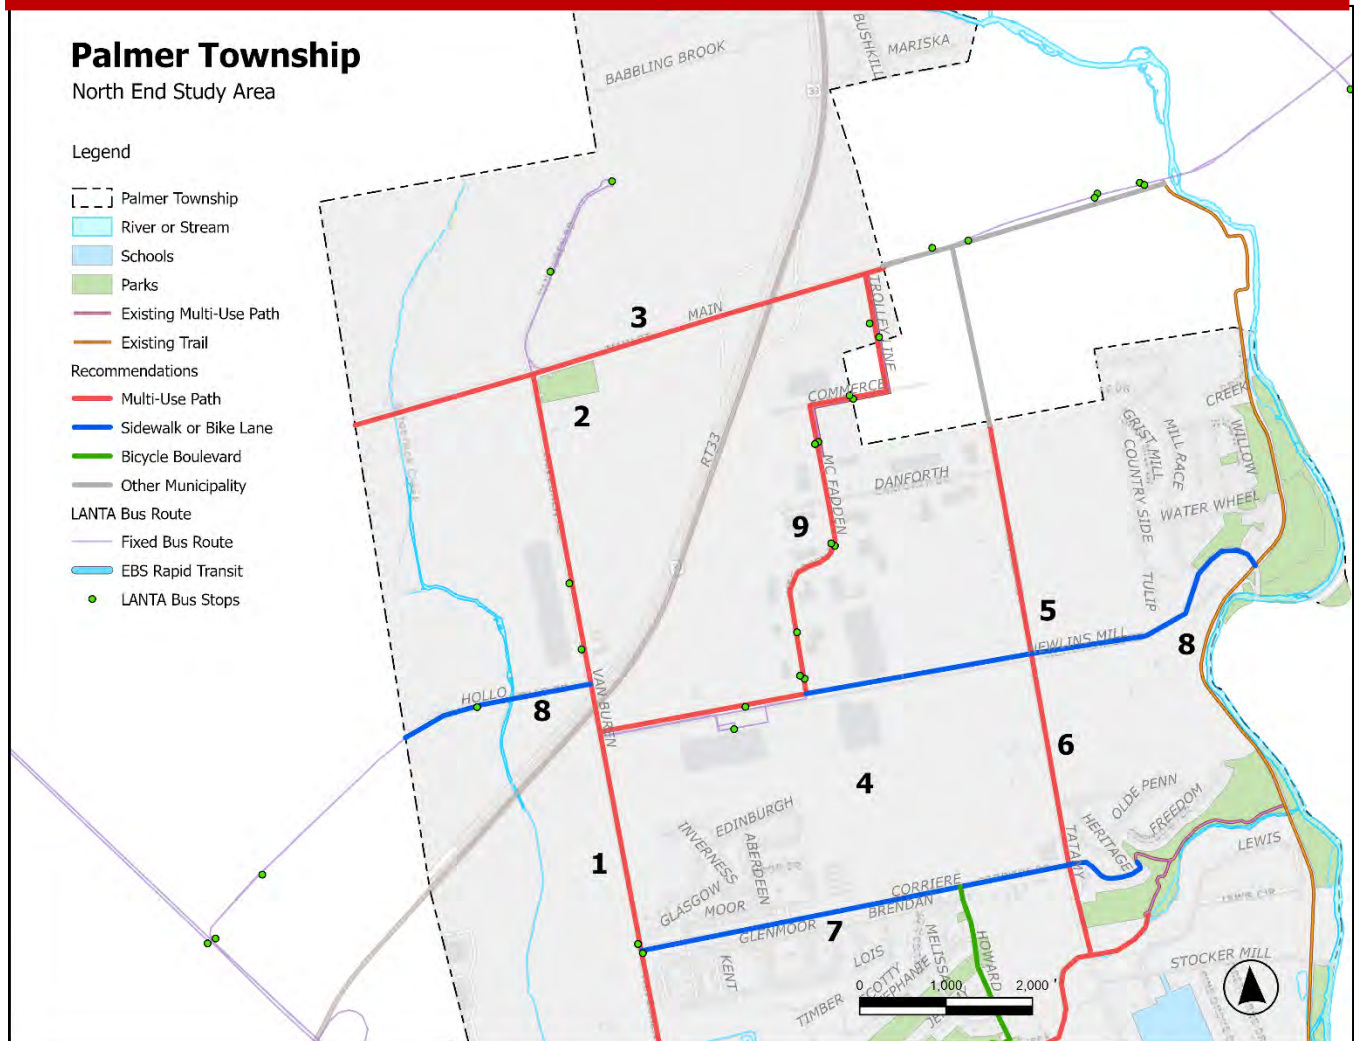 Palmer Township
North End Study Area
Legend
Palmer Township
River or Stream
Schools
Parks
Existing Multi-Use Path
Existing Trail
Recommendations
Multi-Use Path
Sidewalk or Bike Lane
Bicycle Boulevard
Other Municipality
LANTA Bus Route
Fixed Bus Route
EBS Rapid Transit
LANTA Bus Stops
BABBLING BROOK
BUSHKILL
MARISKA
33
MAIN
3
TROLLEY LINE
2
COMMERCE
RT33
MC FADDEN
DANFORTH
9
CREEK
GRIST MILL
MILL RACE
WILLOW
COUNTRY SIDE
WATER WHEEL
TULIP
5
NEWLINS MILL
8
HOLLO
8
VAN BUREN
6
4
OLDE PENN
FREEDOM
HERITAGE
EDINBURGH
INVERNESS
ABERDEEN
TATAMY
LEWIS
1
GLASGOW
MOOR
CORRIERE
BRENDAN
GLENMOOR
7
HOWARD
MELISSA
LOIS
SCOTTY
KENT
TIMBER
STOCKER MILL
0 1,000 2,000 '